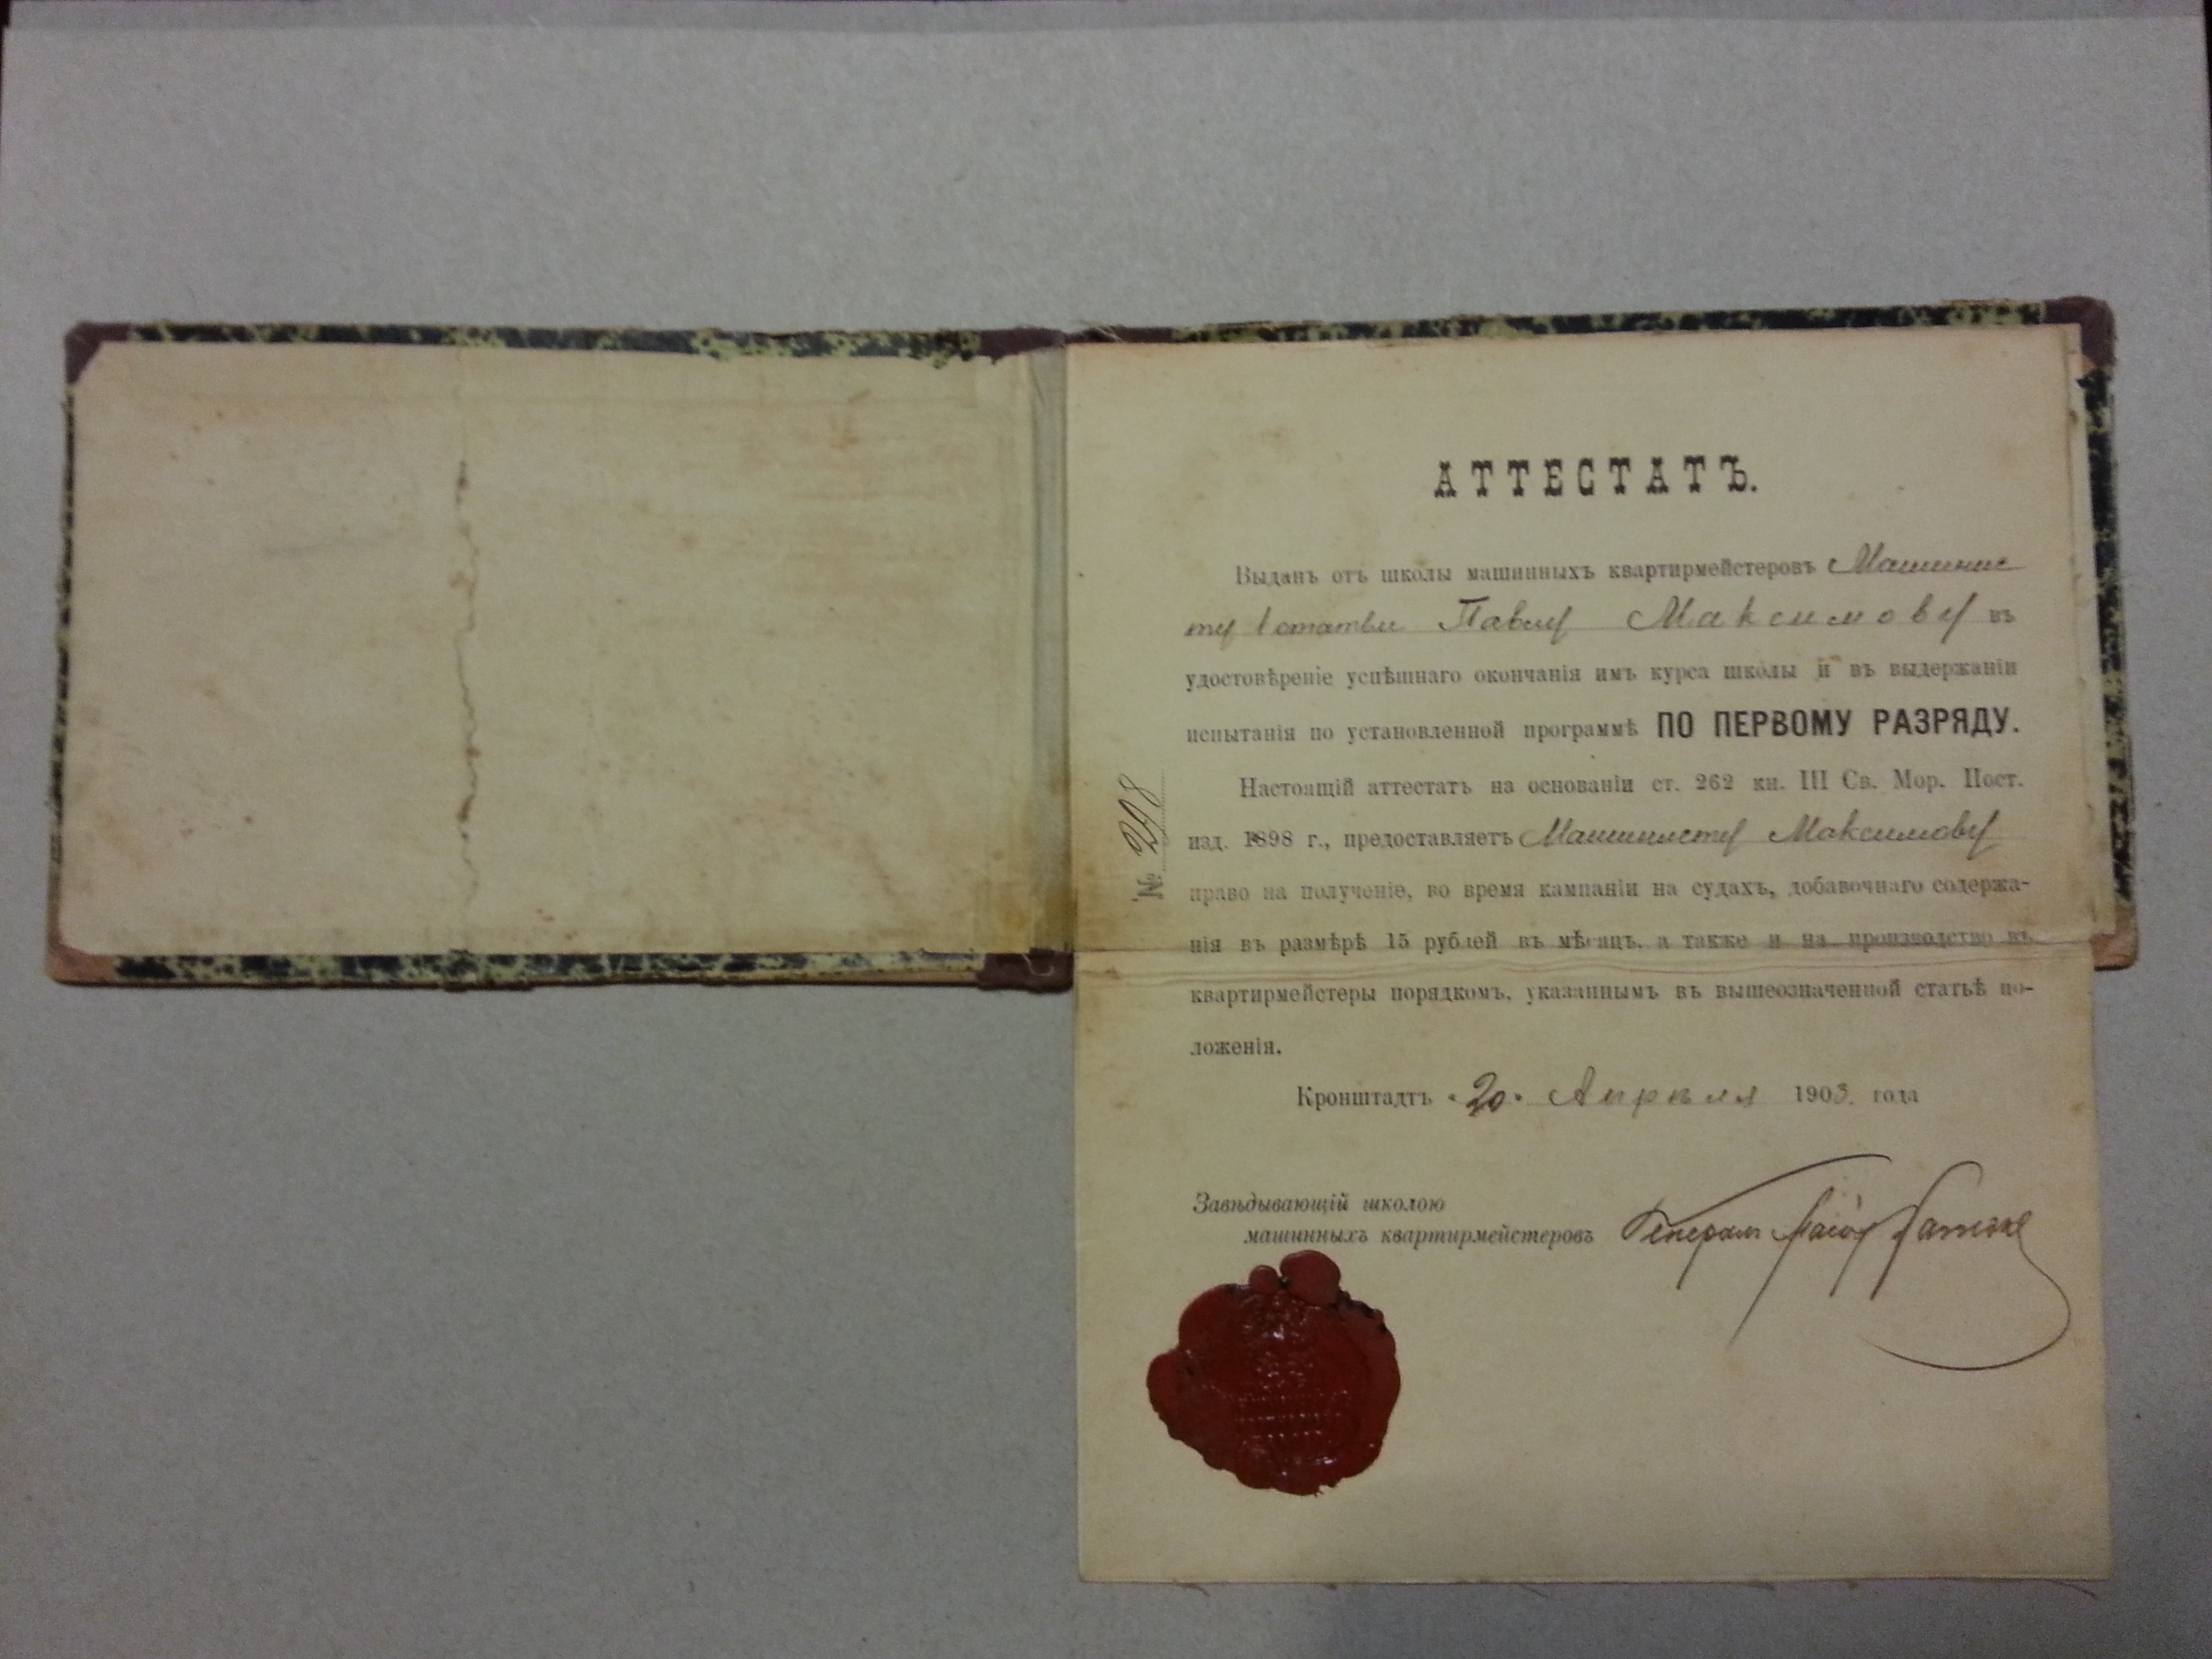 АТТЕСТАТЪ.
Выданъ отъ школы машинныхъ квартирмейстеровъ Машинис
ту 1 статьи Павлу Максимову въ
удостовѣреніе успѣшнаго окончанія имъ курса школы и въ выдержаніи
испытанія по установленной программѣ ПО ПЕРВОМУ РАЗРЯДУ.
Настоящій аттестатъ на основаніи ст. 262 кн. III Св. Мор. Пост.
изд. 1898 г., предоставляетъ Машинисту Максимову
право на полученіе, во время кампаніи на судахъ, добавочнаго содержа-
нія въ размѣрѣ 15 рублей въ мѣсяцъ, а также и на производство въ
квартирмейстеры порядкомъ, указаннымъ въ вышеозначенной статьѣ по-
ложенія.
№ 298
Кронштадтъ „20" Апрѣля 1903. года
Завѣдывающій школою
машинныхъ квартирмейстеровъ Генералъ Маіоръ